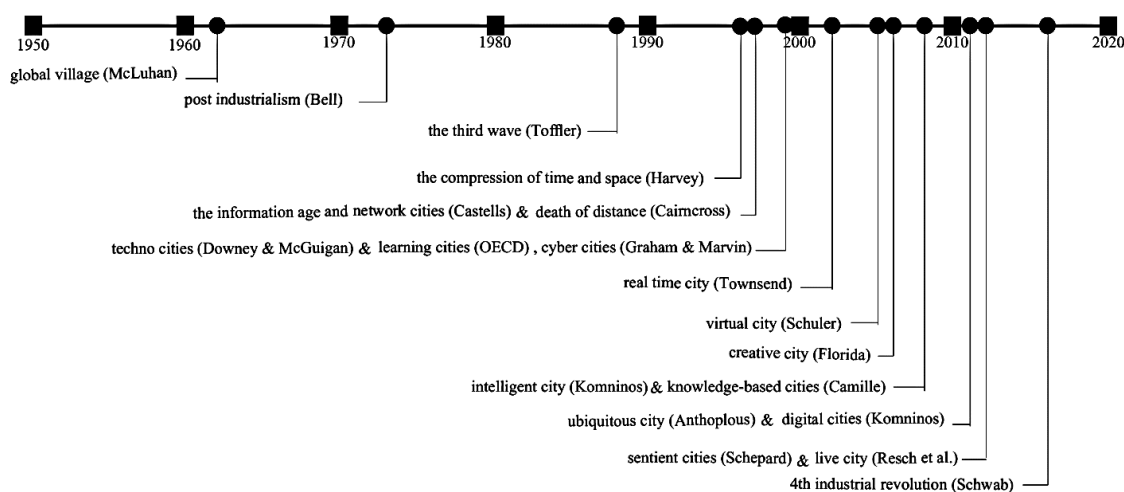 1950 1960 1970 1980 1990 2000 2010 2020
global village (McLuhan)
post industrialism (Bell)
the third wave (Toffler)
the compression of time and space (Harvey)
the information age and network cities (Castells) & death of distance (Cairncross)
techno cities (Downey & McGuigan) & learning cities (OECD) , cyber cities (Graham & Marvin)
real time city (Townsend)
virtual city (Schuler)
creative city (Florida)
intelligent city (Komninos) & knowledge-based cities (Camille)
ubiquitous city (Anthoplous) & digital cities (Komninos)
sentient cities (Schepard) & live city (Resch et al.)
4th industrial revolution (Schwab)